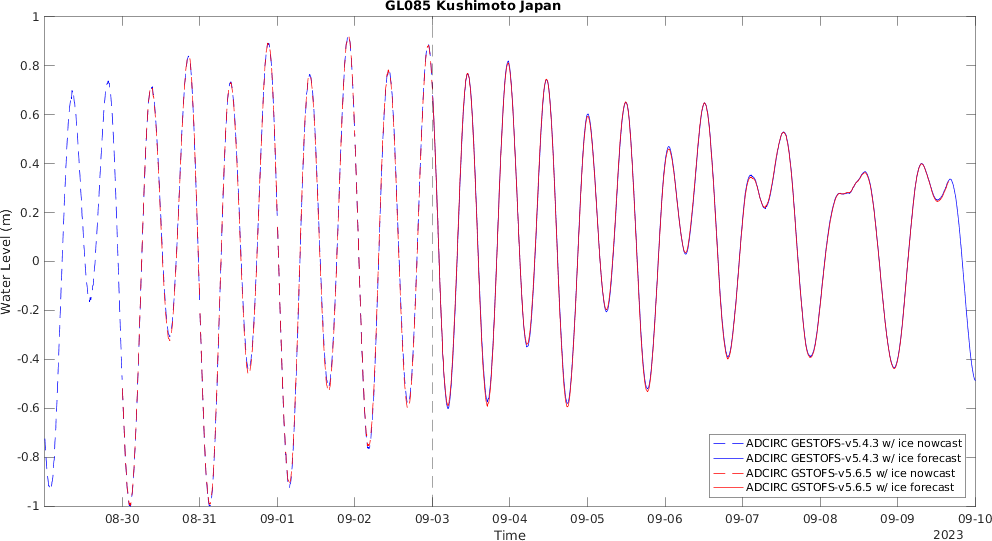 GL085 Kushimoto Japan
1
0.8
0.6
0.4
0.2
0
-0.2
-0.4
-0.6
-0.8
-1
Water Level (m)
ADCIRC GESTOFS-v5.4.3 w/ ice nowcast
ADCIRC GESTOFS-v5.4.3 w/ ice forecast
ADCIRC GSTOFS-v5.6.5 w/ ice nowcast
ADCIRC GSTOFS-v5.6.5 w/ ice forecast
08-30 08-31 09-01 09-02 09-03 09-04 09-05 09-06 09-07 09-08 09-09 09-10
Time
2023